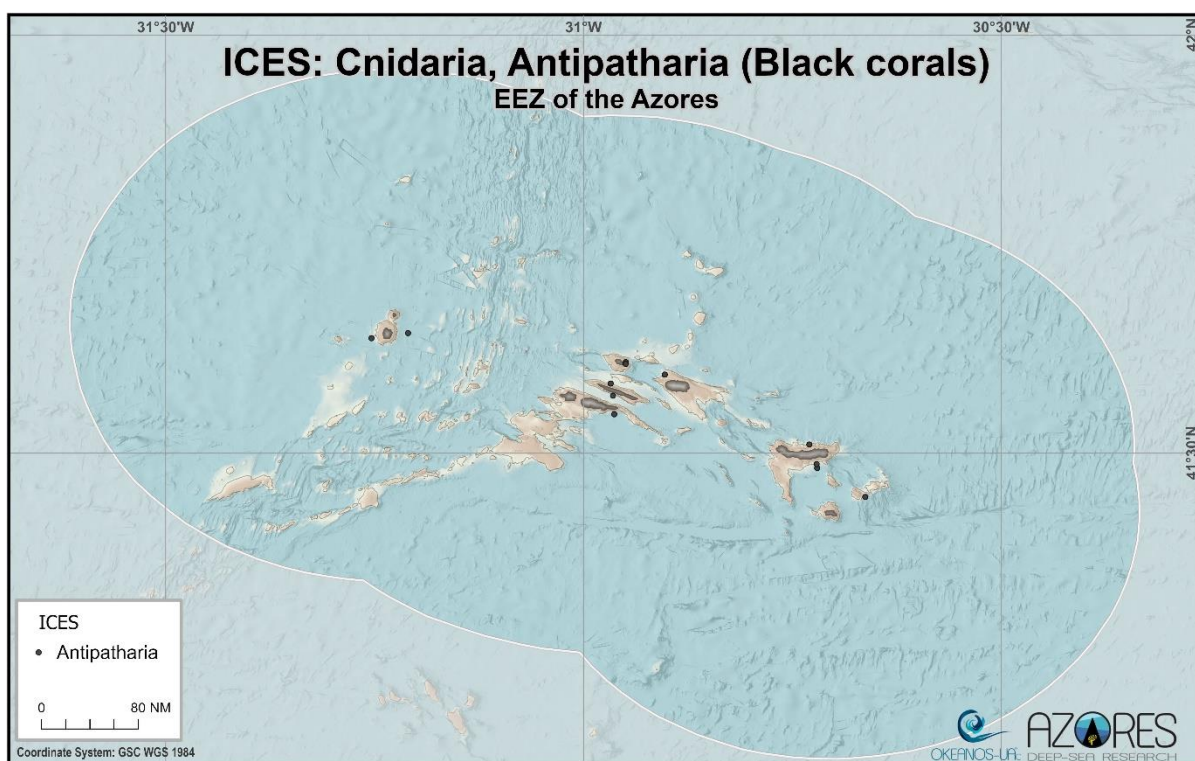 31°30'W 31°W 30°30'W
42°N
ICES: Cnidaria, Antipatharia (Black corals)
EEZ of the Azores
41°30'N
ICES
Antipatharia
0 80 NM
Coordinate System: GSC WGS 1984
OKEANOS-UAc
AZORES
DEEP-SEA RESEARCH